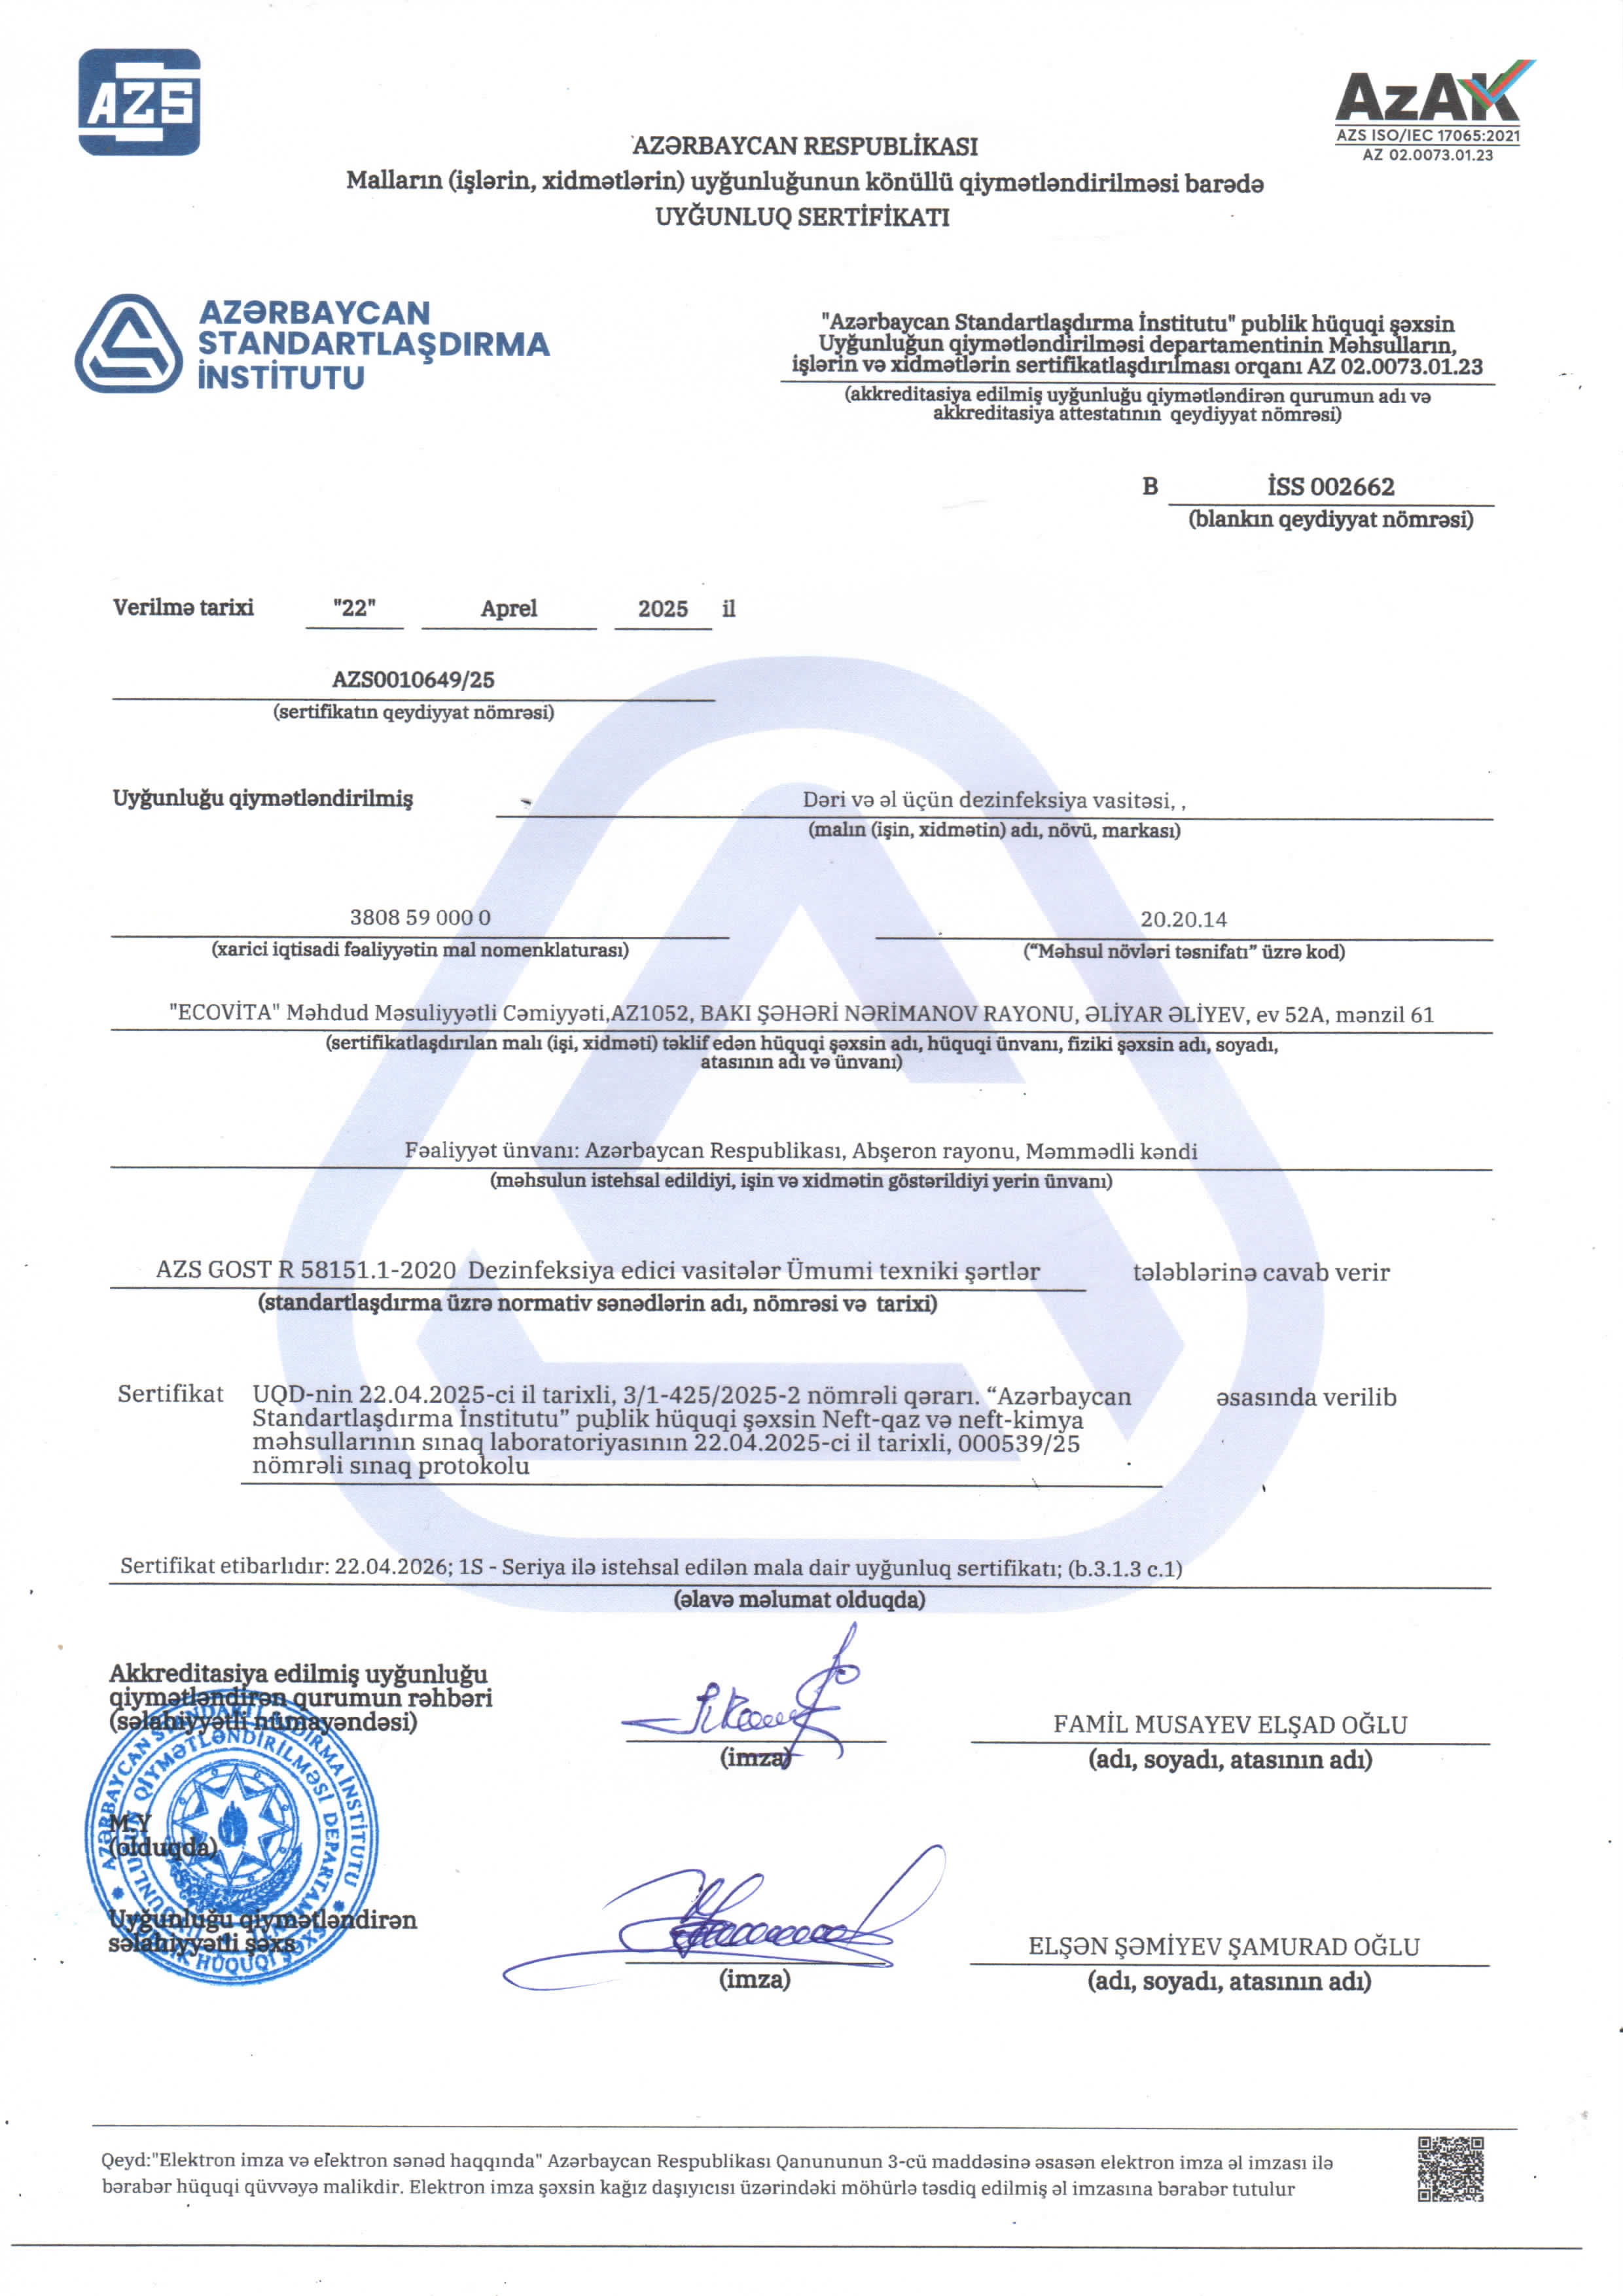 AZS
AzAK
AZS ISO/IEC 17065:2021
AZ 02.0073.01.23
AZƏRBAYCAN RESPUBLİKASI
Malların (işlərin, xidmətlərin) uyğunluğunun könüllü qiymətləndirilməsi barədə
UYĞUNLUQ SERTİFİKATI
AZƏRBAYCAN
STANDARTLAŞDIRMA
İNSTİTUTU
"Azərbaycan Standartlaşdırma İnstitutu" publik hüquqi şəxsin
Uyğunluğun qiymətləndirilməsi departamentinin Məhsulların,
işlərin və xidmətlərin sertifikatlaşdırılması orqanı AZ 02.0073.01.23
(akkreditasiya edilmiş uyğunluğu qiymətləndirən qurumun adı və
akkreditasiya attestatının qeydiyyat nömrəsi)
B İSS 002662
(blankın qeydiyyat nömrəsi)
Verilmə tarixi "22" Aprel 2025 il
AZS0010649/25
(sertifikatın qeydiyyat nömrəsi)
Uyğunluğu qiymətləndirilmiş Dəri və əl üçün dezinfeksiya vasitəsi, ,
(malın (işin, xidmətin) adı, növü, markası)
3808 59 000 0 20.20.14
(xarici iqtisadi fəaliyyətin mal nomenklaturası) ("Məhsul növləri təsnifatı" üzrə kod)
"ECOVİTA" Məhdud Məsuliyyətli Cəmiyyəti,AZ1052, BAKI ŞƏHƏRİ NƏRİMANOV RAYONU, ƏLİYAR ƏLİYEV, ev 52A, mənzil 61
(sertifikatlaşdırılan malı (işi, xidməti) təklif edən hüquqi şəxsin adı, hüquqi ünvanı, fiziki şəxsin adı, soyadı,
atasının adı və ünvanı)
Fəaliyyət ünvanı: Azərbaycan Respublikası, Abşeron rayonu, Məmmədli kəndi
(məhsulun istehsal edildiyi, işin və xidmətin göstərildiyi yerin ünvanı)
AZS GOST R 58151.1-2020 Dezinfeksiya edici vasitələr Ümumi texniki şərtlər tələblərinə cavab verir
(standartlaşdırma üzrə normativ sənədlərin adı, nömrəsi və tarixi)
Sertifikat UQD-nin 22.04.2025-ci il tarixli, 3/1-425/2025-2 nömrəli qərarı. “Azərbaycan əsasında verilib
Standartlaşdırma İnstitutu” publik hüquqi şəxsin Neft-qaz və neft-kimya
məhsullarının sınaq laboratoriyasının 22.04.2025-ci il tarixli, 000539/25
nömrəli sınaq protokolu
Sertifikat etibarlıdır: 22.04.2026; 1S - Seriya ilə istehsal edilən mala dair uyğunluq sertifikatı; (b.3.1.3 c.1)
(əlavə məlumat olduqda)
Akkreditasiya edilmiş uyğunluğu
qiymətləndirən qurumun rəhbəri
(səlahiyyətli nümayəndəsi)
FAMİL MUSAYEV ELŞAD OĞLU
(imza) (adı, soyadı, atasının adı)
M.Y
(olduqda)
Uyğunluğu qiymətləndirən
səlahiyyətli şəxs
ELŞƏN ŞƏMİYEV ŞAMURAD OĞLU
(imza) (adı, soyadı, atasının adı)
Qeyd:"Elektron imza və elektron sənəd haqqında" Azərbaycan Respublikası Qanununun 3-cü maddəsinə əsasən elektron imza əl imzası ilə
bərabər hüquqi qüvvəyə malikdir. Elektron imza şəxsin kağız daşıyıcısı üzərindəki möhürlə təsdiq edilmiş əl imzasına bərabər tutulur